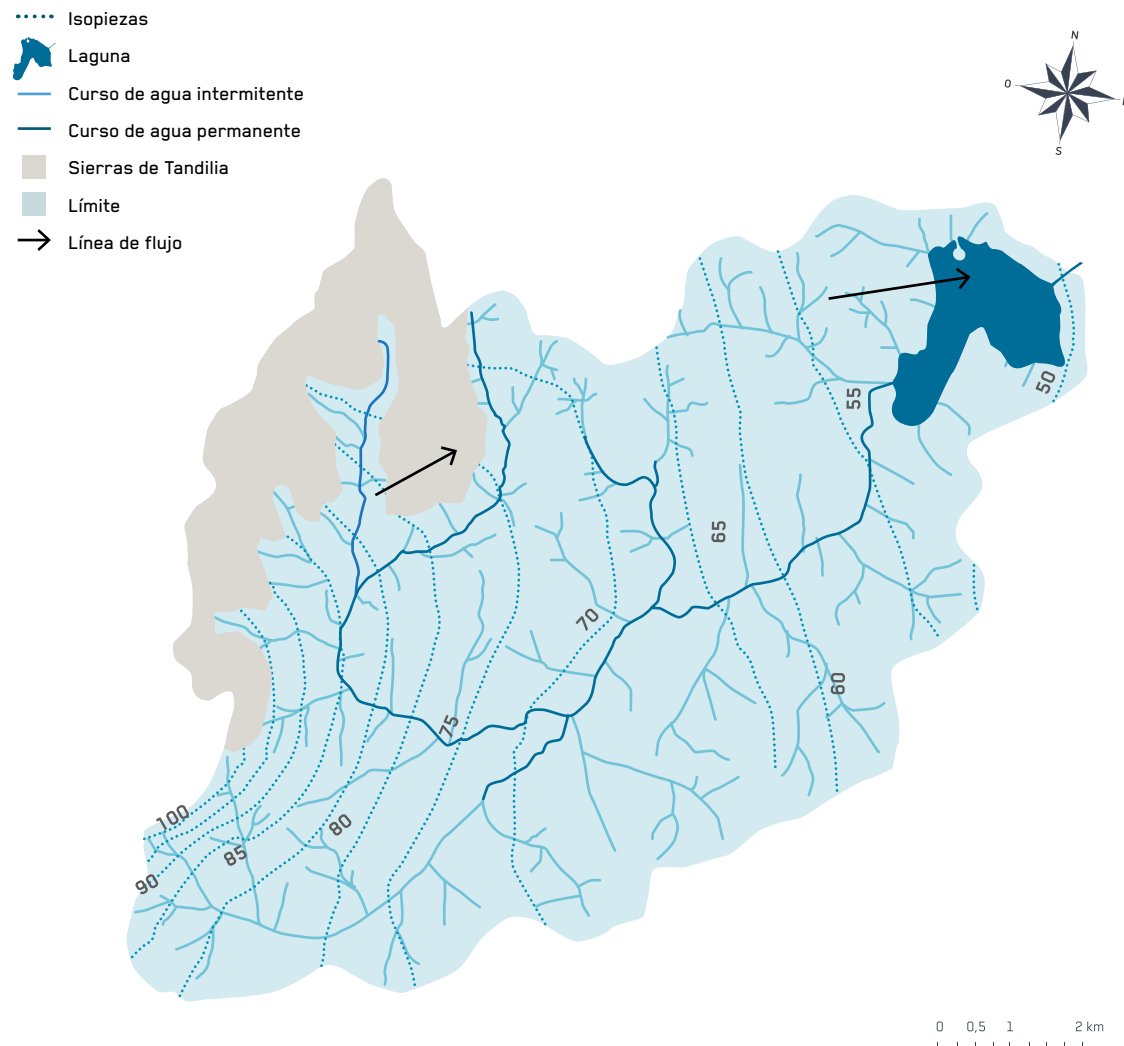 Isopiezas
Laguna
Curso de agua intermitente
Curso de agua permanente
Sierras de Tandilia
Límite
Línea de flujo
N
O
S
50
55
65
70
60
75
100
80
85
90
0 0,5 1 2 km